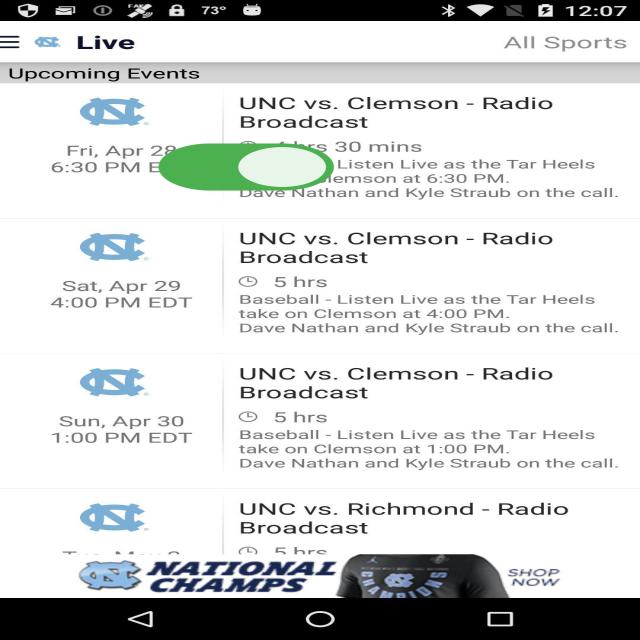 73° 12:07
Live All Sports
Upcoming Events
UNC vs. Clemson - Radio
Broadcast
Fri, Apr 28
hrs 30 mins
6:30 PM
Listen Live as the Tar Heels
at 6:30 PM.
Dave Nathan and Kyle Straub on the call.
UNC vs. Clemson - Radio
Broadcast
Sat, Apr 29
4:00 PM EDT
5 hrs
Baseball - Listen Live as the Tar Heels
take on Clemson at 4:00 PM.
Dave Nathan and Kyle Straub on the call.
UNC vs. Clemson - Radio
Broadcast
Sun, Apr 30
1:00 PM EDT
5 hrs
Baseball - Listen Live as the Tar Heels
take on Clemson at 1:00 PM.
Dave Nathan and Kyle Straub on the call.
UNC vs. Richmond - Radio
Broadcast
5 hrs
NATIONAL
CHAMPS
CHAMPIONS
SHOP
NOW